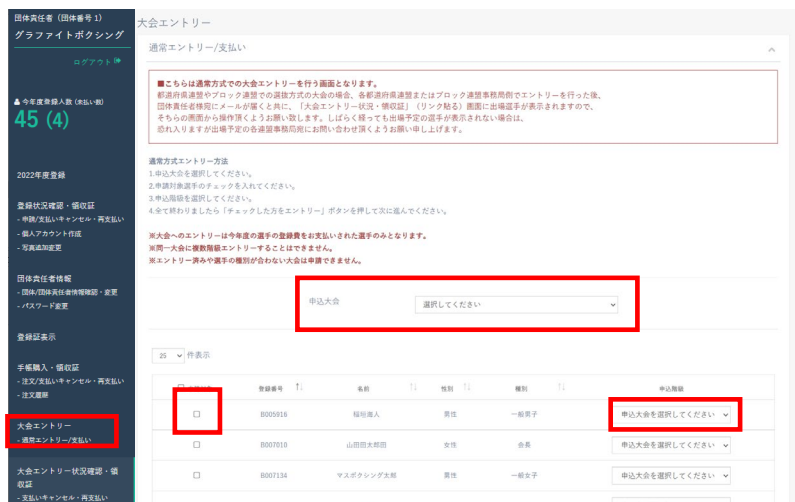 団体責任者（団体番号 1）
グラファイトボクシング
ログアウト
今年度登録人数（未払い数）
45 (4)
2022年度登録
登録状況確認・領収証
- 申請/支払いキャンセル・再支払い
- 個人アカウント作成
- 写真追加変更
団体責任者情報
- 団体/団体責任者情報確認・変更
- パスワード変更
登録証表示
手帳購入・領収証
- 注文/支払いキャンセル・再支払い
- 注文履歴
大会エントリー
- 通常エントリー/支払い
大会エントリー状況確認・領
収証
- 支払いキャンセル・再支払い
大会エントリー
通常エントリー/支払い
■こちらは通常方式での大会エントリーを行う画面となります。
都道府県連盟やブロック連盟での選抜方式の大会の場合、各都府県連盟またはブロック連盟事務局側でエントリーを行った後、
団体責任者様宛にメールが届くと共に、「大会エントリー状況・領収証」（リンク貼る）画面に出場選手が表示されますので、
そちらの画面から操作頂くようお願い致します。しばらく経っても出場予定の選手が表示されない場合は、
恐れ入りますが出場予定の各連盟事務局宛にお問い合わせ頂くようお願い申し上げます。
通常方式エントリー方法
1.申込大会を選択してください。
2.申請対象選手のチェックを入れてください。
3.申込階級を選択してください。
4.全て終わりましたら「チェックした方をエントリー」ボタンを押して次に進んでください。
※大会へのエントリーは今年度の選手の登録費をお支払いされた選手のみとなります。
※同一大会に複数階級エントリーすることはできません。
※エントリー済みや選手の種別が合わない大会は申請できません。
申込大会 選択してください
25 件表示
登録番号 名前 性別 種別 申込階級
B005916 稲垣海人 男性 一般男子 申込大会を選択してください
B007010 山田田太郎田 女性 会長 申込大会を選択してください
B007134 マスボクシング太郎 男性 一般女子 申込大会を選択してください